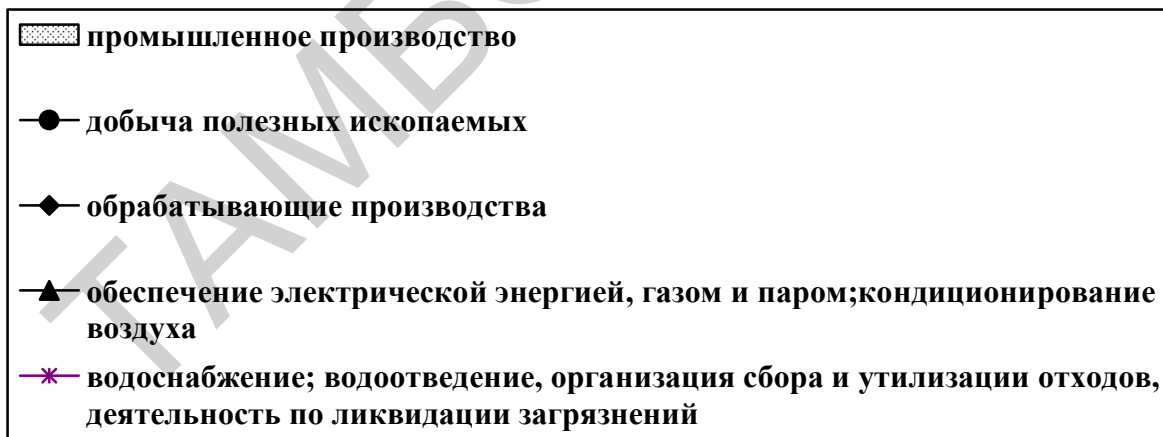 промышленное производство
добыча полезных ископаемых
обрабатывающие производства
обеспечение электрической энергией, газом и паром;кондиционирование
воздуха
водоснабжение; водоотведение, организация сбора и утилизации отходов,
деятельность по ликвидации загрязнений
ТАМБ